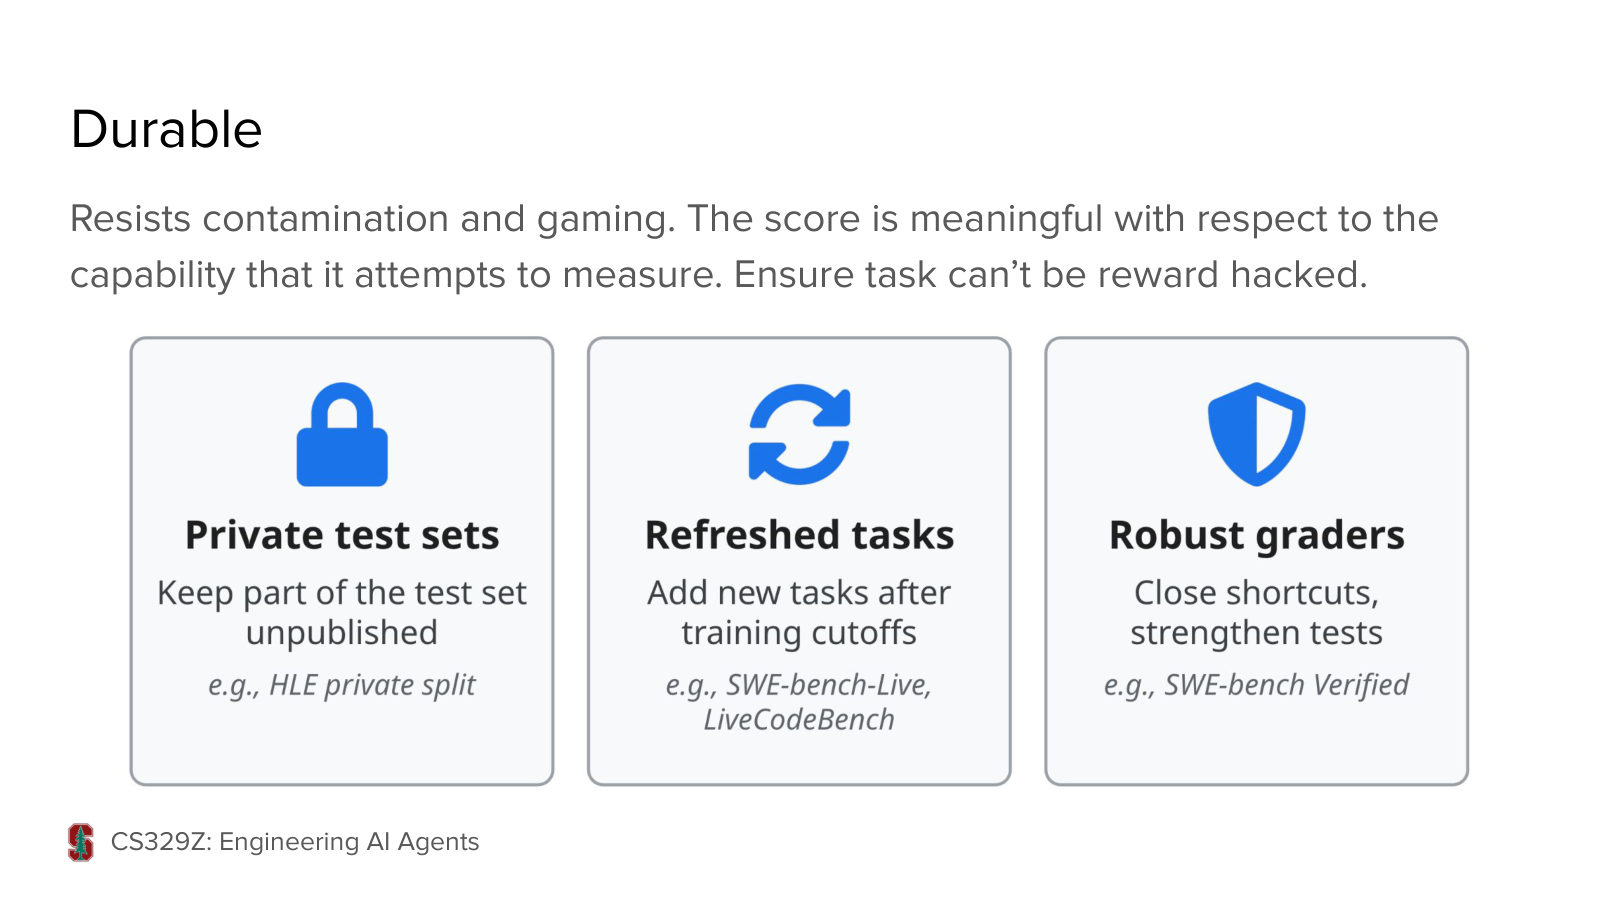 Durable
Resists contamination and gaming. The score is meaningful with respect to the
capability that it attempts to measure. Ensure task can’t be reward hacked.
Private test sets
Keep part of the test set
unpublished
e.g., HLE private split
Refreshed tasks
Add new tasks after
training cutoffs
e.g., SWE-bench-Live,
LiveCodeBench
Robust graders
Close shortcuts,
strengthen tests
e.g., SWE-bench Verified
CS329Z: Engineering AI Agents